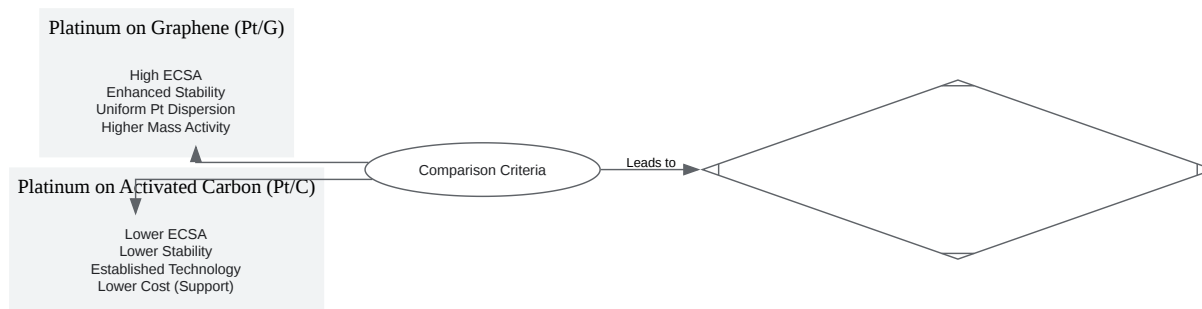 Platinum on Graphene (Pt/G)
High ECSA
Enhanced Stability
Uniform Pt Dispersion
Higher Mass Activity
Platinum on Activated Carbon (Pt/C)
Lower ECSA
Lower Stability
Established Technology
Lower Cost (Support)
Comparison Criteria
Leads to